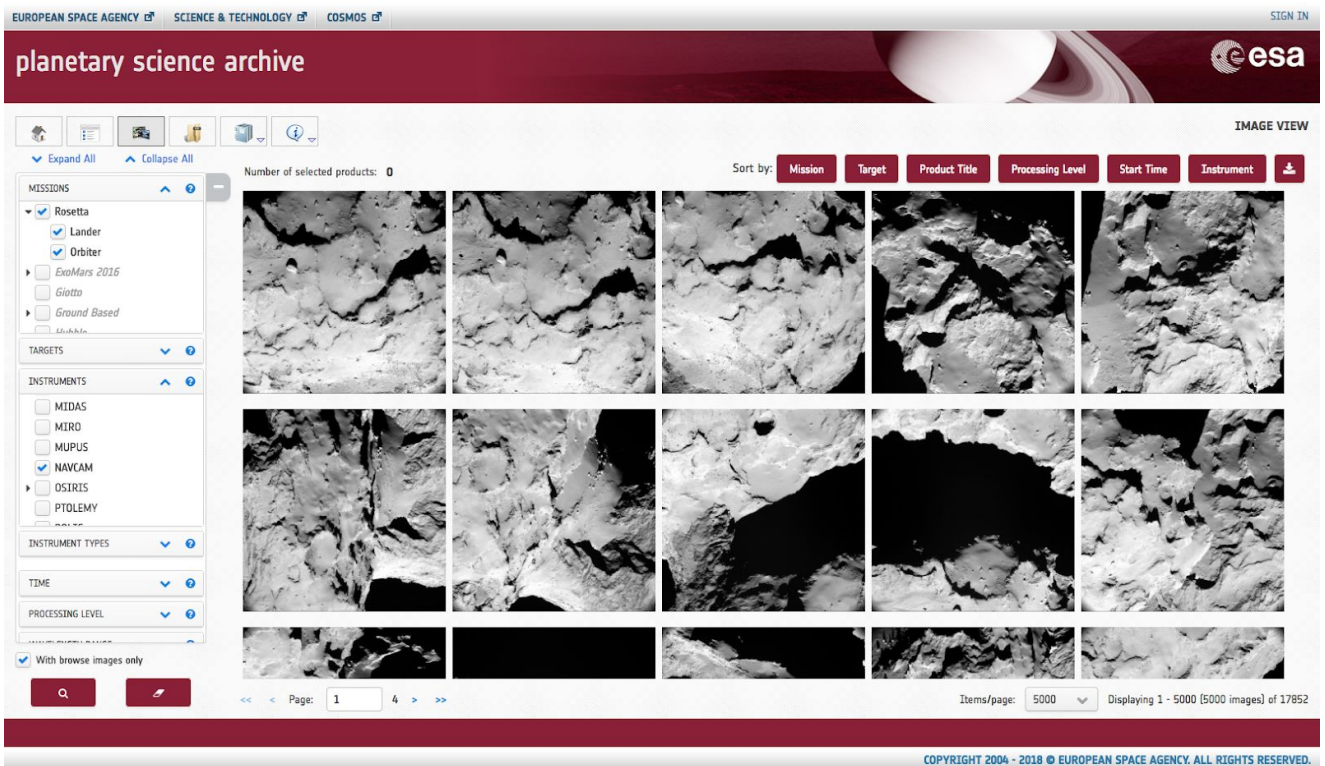 EUROPEAN SPACE AGENCY SCIENCE & TECHNOLOGY COSMOS SIGN IN
planetary science archive
esa
IMAGE VIEW
Expand All Collapse All
Number of selected products: 0
Sort by: Mission Target Product Title Processing Level Start Time Instrument
MISSIONS
Rosetta
Lander
Orbiter
ExoMars 2016
Giotto
Ground Based
Hubble
TARGETS
INSTRUMENTS
MIDAS
MIRO
MUPUS
NAVCAM
OSIRIS
PTOLEMY
INSTRUMENT TYPES
TIME
PROCESSING LEVEL
With browse images only
<< < Page: 1 4 > >>
Items/page: 5000 Displaying 1 - 5000 (5000 images) of 17852
COPYRIGHT 2004 - 2018 © EUROPEAN SPACE AGENCY. ALL RIGHTS RESERVED.